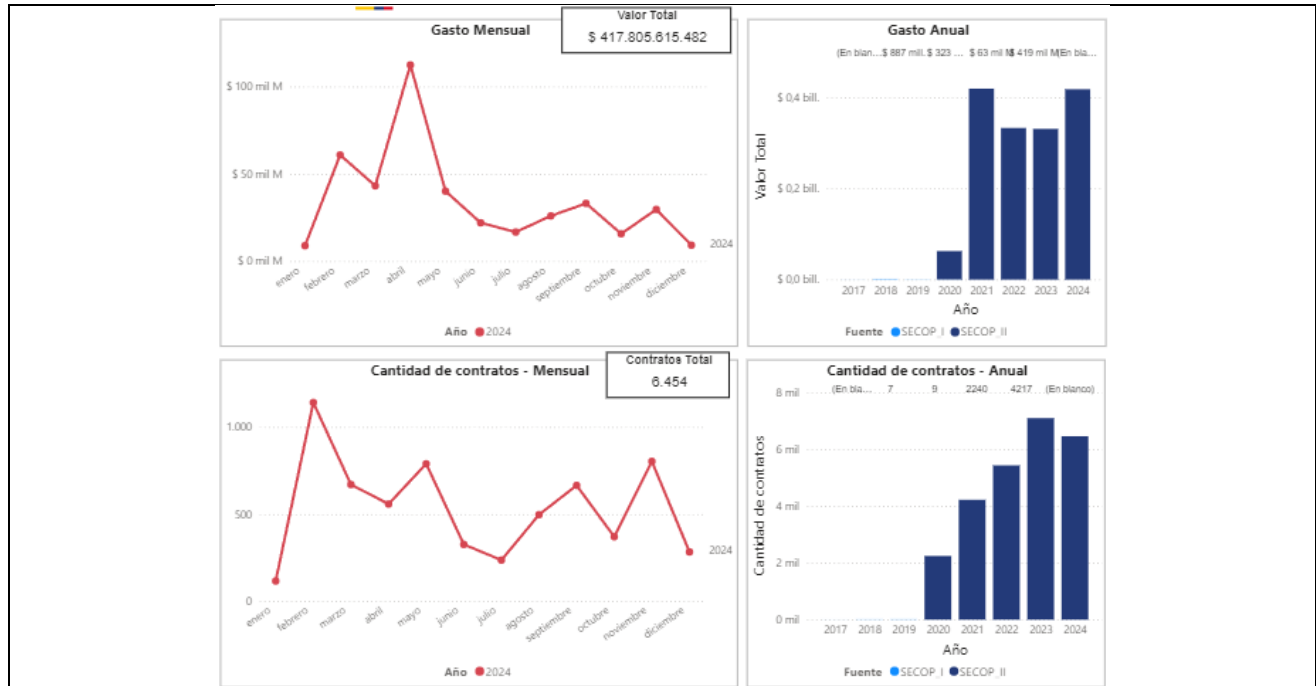 Gasto Mensual
Valor Total
$ 417.805.615.482
$ 100 mil M
$ 50 mil M
$ 0 mil M
enero febrero marzo abril mayo junio julio agosto septiembre octubre noviembre diciembre
2024
Año 2024
Gasto Anual
(En blan... $ 887 mill. $ 323 ... $ 63 mil M $ 419 mil M (En bla...
Valor Total
$ 0,4 bill.
$ 0,2 bill.
$ 0,0 bill.
2017 2018 2019 2020 2021 2022 2023 2024
Año
Fuente SECOP_I SECOP_II
Cantidad de contratos - Mensual
Contratos Total
6.454
1.000
500
0
enero febrero marzo abril mayo junio julio agosto septiembre octubre noviembre diciembre
2024
Año 2024
Cantidad de contratos - Anual
(En bla... 7 9 2240 4217 (En blanco)
Cantidad de contratos
8 mil
6 mil
4 mil
2 mil
0 mil
2017 2018 2019 2020 2021 2022 2023 2024
Año
Fuente SECOP_I SECOP_II